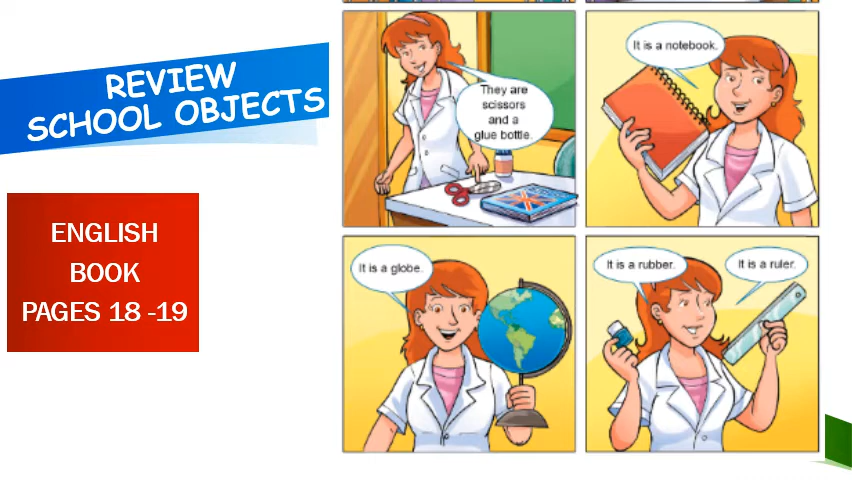 REVIEW
SCHOOL OBJECTS
ENGLISH
BOOK
PAGES 18 -19
They are
scissors
and a
glue bottle.
It is a notebook.
It is a globe.
It is a rubber.
It is a ruler.